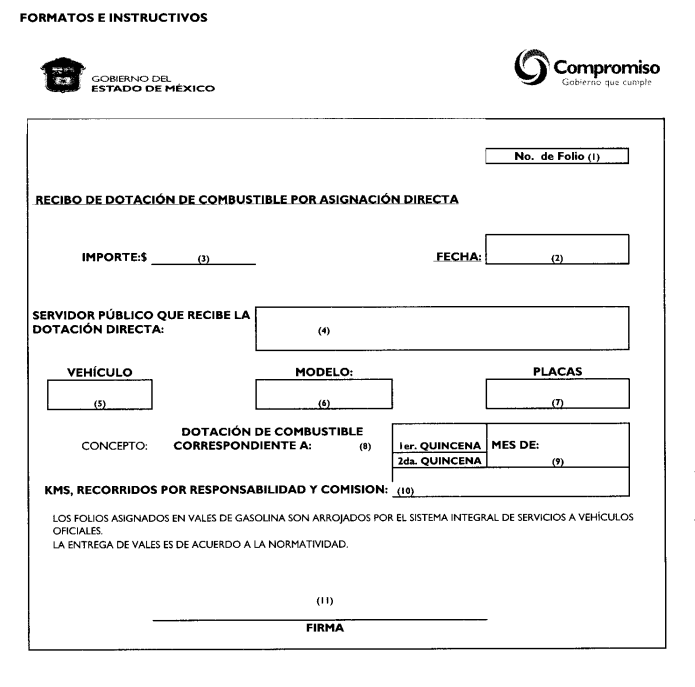 FORMATOS E INSTRUCTIVOS
GOBIERNO DEL
ESTADO DE MÉXICO
Compromiso
Gobierno que cumple
No. de Folio (1)
RECIBO DE DOTACIÓN DE COMBUSTIBLE POR ASIGNACIÓN DIRECTA
IMPORTE:$ (3) FECHA: (2)
SERVIDOR PÚBLICO QUE RECIBE LA
DOTACIÓN DIRECTA: (4)
VEHÍCULO MODELO: PLACAS
(5) (6) (7)
DOTACIÓN DE COMBUSTIBLE
CONCEPTO: CORRESPONDIENTE A: (8) 1er. QUINCENA MES DE:
2da. QUINCENA (9)
KMS, RECORRIDOS POR RESPONSABILIDAD Y COMISION: (10)
LOS FOLIOS ASIGNADOS EN VALES DE GASOLINA SON ARROJADOS POR EL SISTEMA INTEGRAL DE SERVICIOS A VEHÍCULOS
OFICIALES.
LA ENTREGA DE VALES ES DE ACUERDO A LA NORMATIVIDAD.
(11)
FIRMA